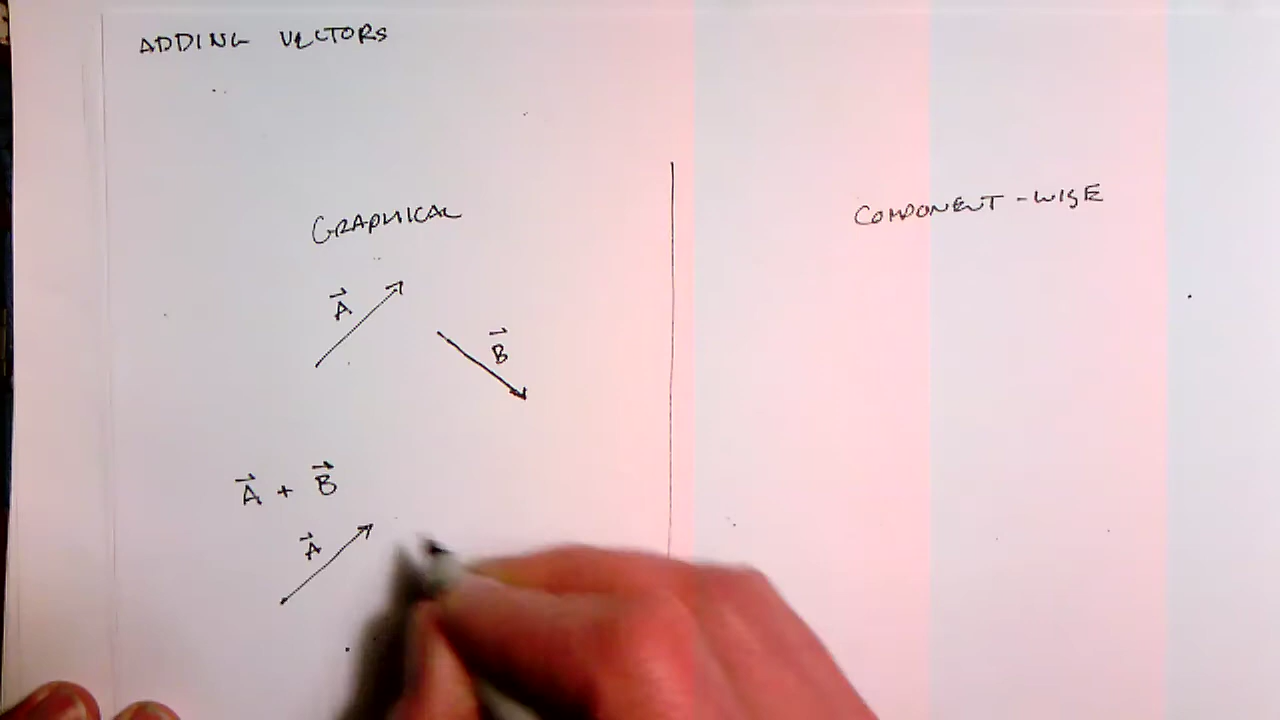 ADDING VECTORS
GRAPHICAL
COMPONENT-WISE
A⃗
B⃗
A⃗ + B⃗
A⃗